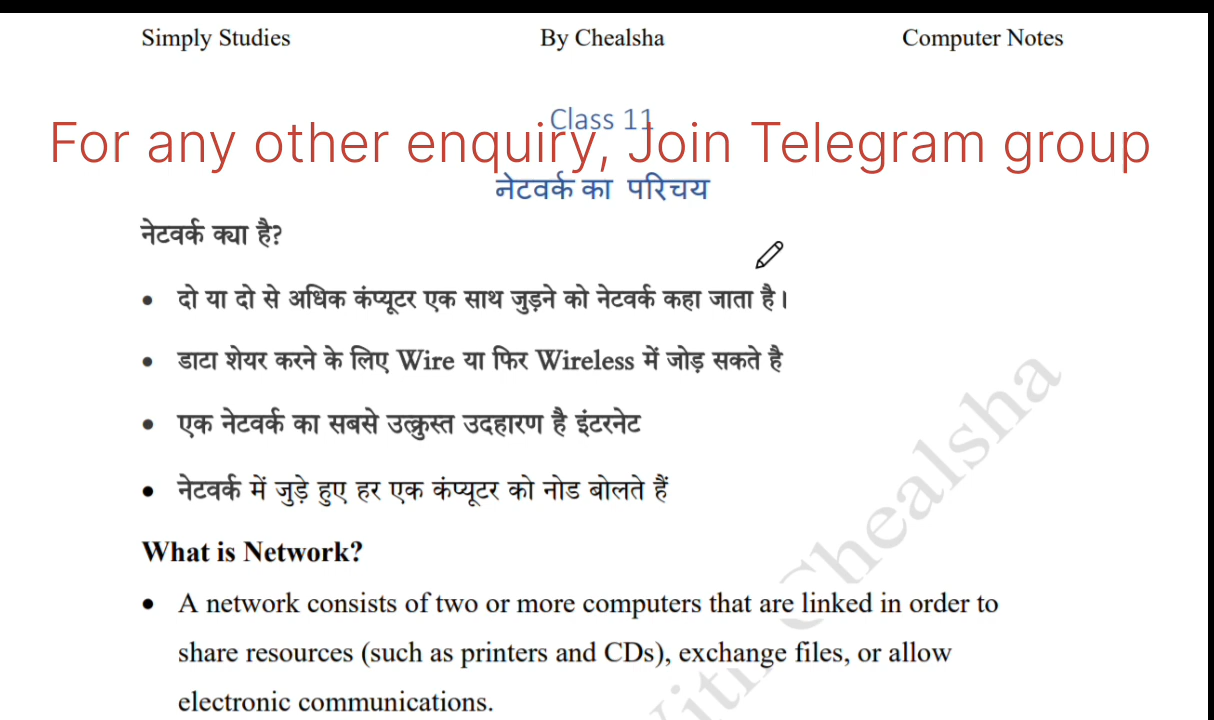 Simply Studies By Chealsha Computer Notes
Class 11
For any other enquiry, Join Telegram group
नेटवर्क का परिचय
नेटवर्क क्या है?
• दो या दो से अधिक कंप्यूटर एक साथ जुड़ने को नेटवर्क कहा जाता है।
• डाटा शेयर करने के लिए Wire या फिर Wireless में जोड़ सकते है
• एक नेटवर्क का सबसे उत्क्रुस्त उदहारण है इंटरनेट
• नेटवर्क में जुड़े हुए हर एक कंप्यूटर को नोड बोलते हैं
What is Network?
• A network consists of two or more computers that are linked in order to
share resources (such as printers and CDs), exchange files, or allow
electronic communications.
Chealsha